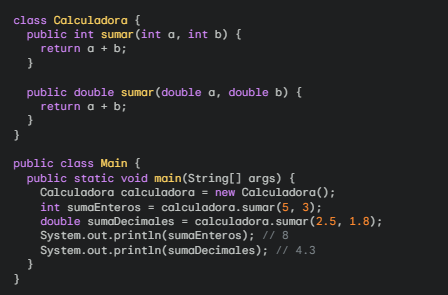 class Calculadora {
  public int sumar(int a, int b) {
    return a + b;
  }

  public double sumar(double a, double b) {
    return a + b;
  }
}

public class Main {
  public static void main(String[] args) {
    Calculadora calculadora = new Calculadora();
    int sumaEnteros = calculadora.sumar(5, 3);
    double sumaDecimales = calculadora.sumar(2.5, 1.8);
    System.out.println(sumaEnteros); // 8
    System.out.println(sumaDecimales); // 4.3
  }
}